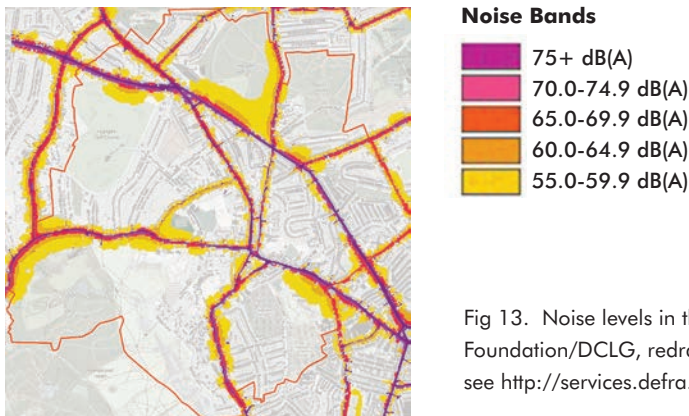 Noise Bands
75+ dB(A)
70.0-74.9 dB(A)
65.0-69.9 dB(A)
60.0-64.9 dB(A)
55.0-59.9 dB(A)
Fig 13. Noise levels in
Foundation/DCLG, redra
see http://services.defra.